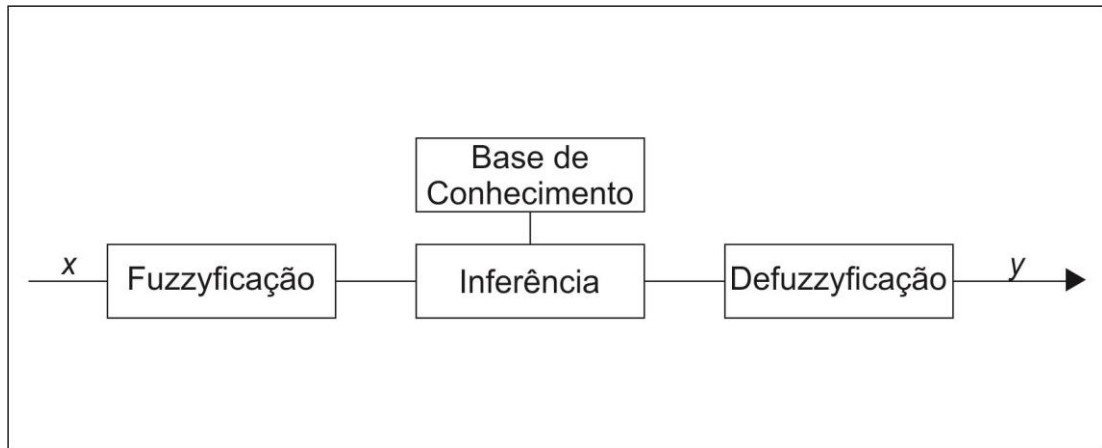 Base de
Conhecimento
x
Fuzzyficação
Inferência
Defuzzyficação
y